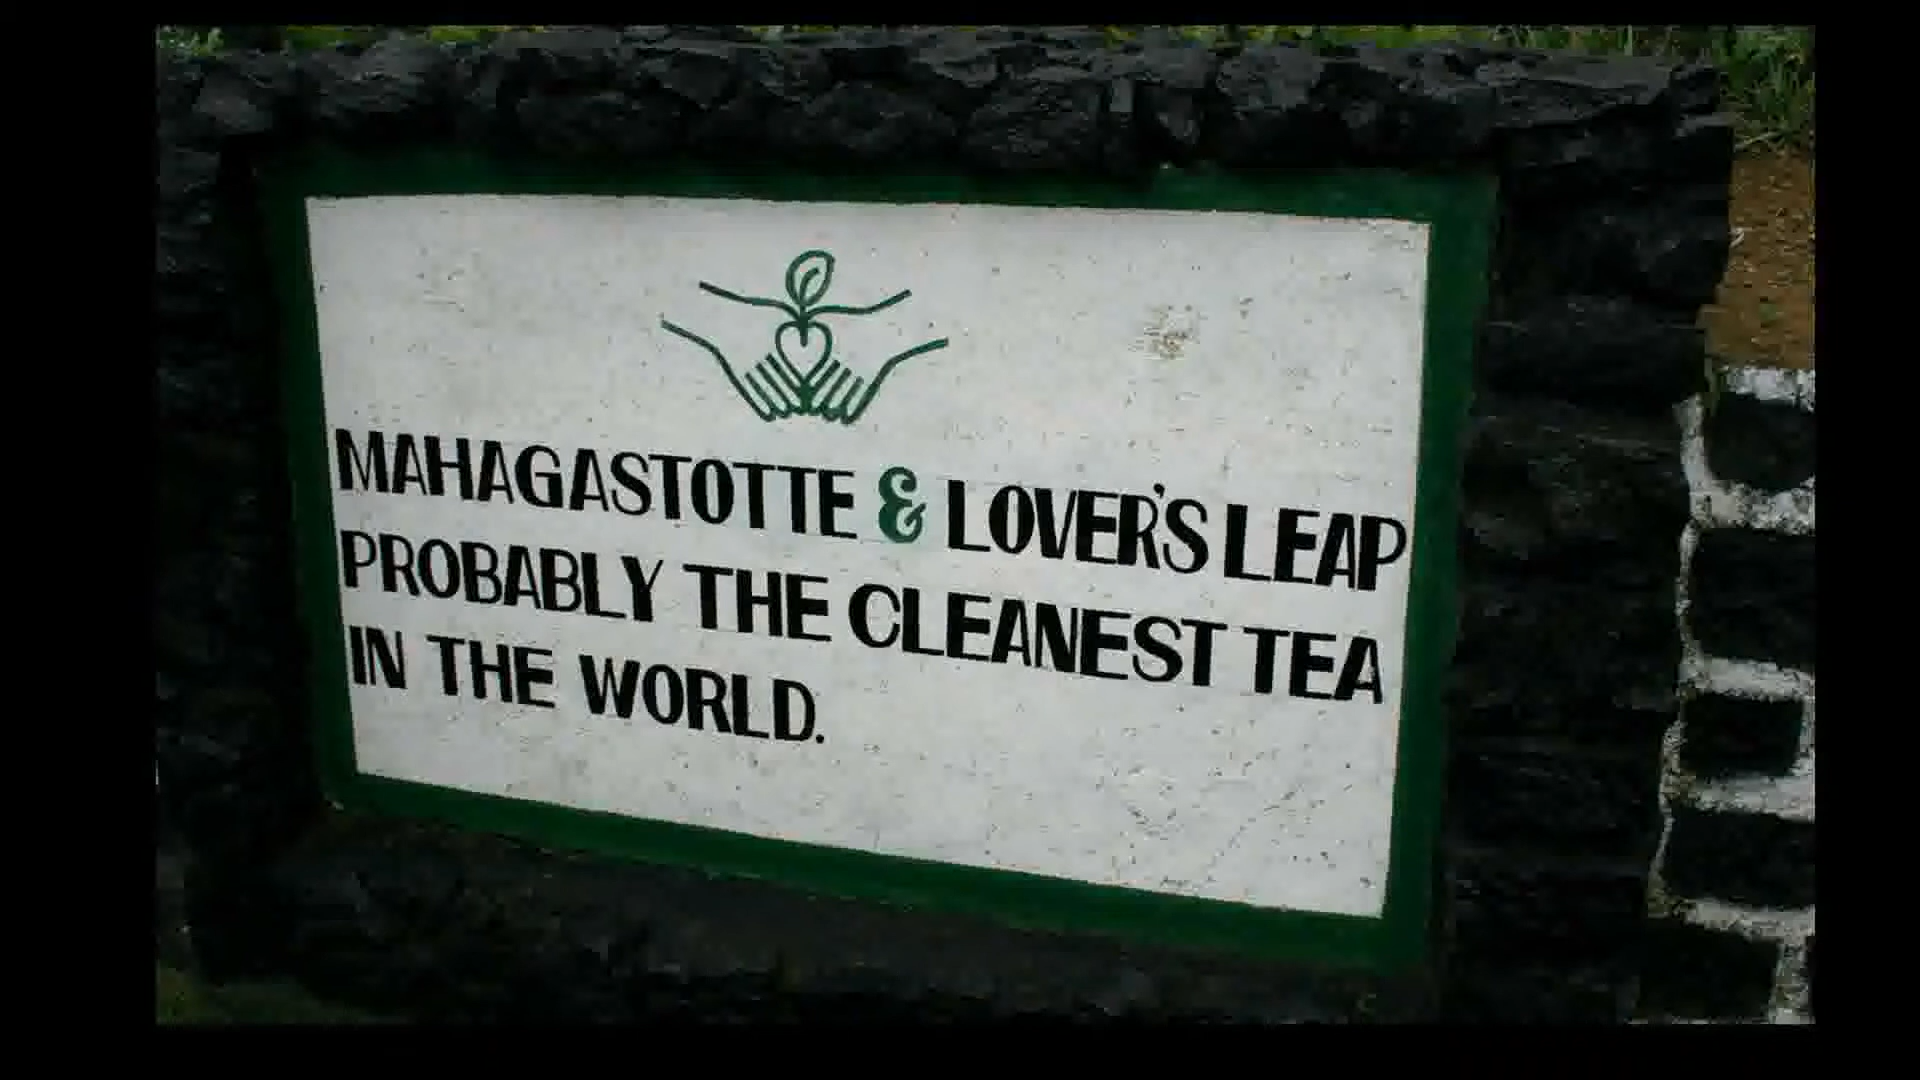 MAHAGASTOTTE & LOVER'S LEAP
PROBABLY THE CLEANEST TEA
IN THE WORLD.